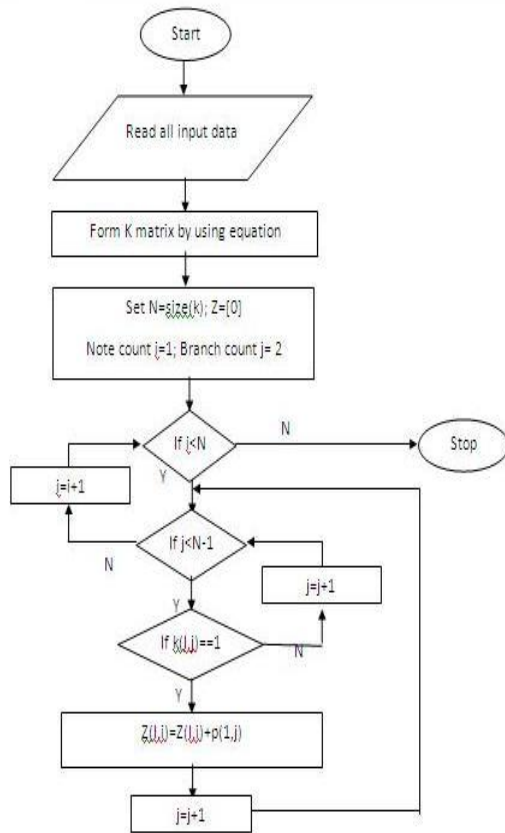 Start
Read all input data
Form K matrix by using equation
Set N=size(k); Z=[0]
Note count i=1; Branch count j= 2
If i<N
N
Stop
Y
i=i+1
If j<N-1
N
j=j+1
Y
If k(I,j)==1
N
Y
Z(I,j)=Z(I,j)+p(1,j)
j=j+1